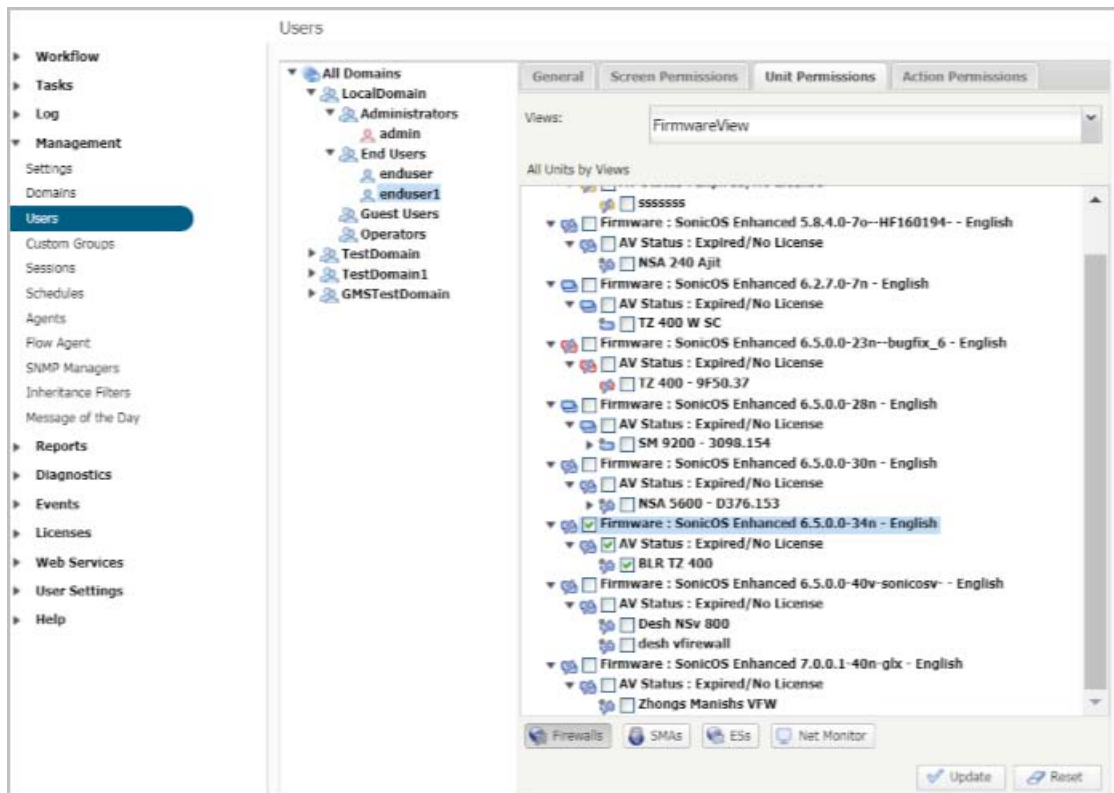 Users
Workflow
Tasks
Log
Management
Settings
Domains
Users
Custom Groups
Sessions
Schedules
Agents
Flow Agent
SNMP Managers
Inheritance Filters
Message of the Day
Reports
Diagnostics
Events
Licenses
Web Services
User Settings
Help
All Domains
LocalDomain
Administrators
admin
End Users
enduser
enduser1
Guest Users
Operators
TestDomain
TestDomain1
GMSTestDomain
General
Screen Permissions
Unit Permissions
Action Permissions
Views:
FirmwareView
All Units by Views
AV Status : Expired/No License
sssssss
Firmware : SonicOS Enhanced 5.8.4.0-7o--HF160194- - English
AV Status : Expired/No License
NSA 240 Ajit
Firmware : SonicOS Enhanced 6.2.7.0-7n - English
AV Status : Expired/No License
TZ 400 W SC
Firmware : SonicOS Enhanced 6.5.0.0-23n--bugfix_6 - English
AV Status : Expired/No License
TZ 400 - 9F50.37
Firmware : SonicOS Enhanced 6.5.0.0-28n - English
AV Status : Expired/No License
SM 9200 - 3098.154
Firmware : SonicOS Enhanced 6.5.0.0-30n - English
AV Status : Expired/No License
NSA 5600 - D376.153
Firmware : SonicOS Enhanced 6.5.0.0-34n - English
AV Status : Expired/No License
BLR TZ 400
Firmware : SonicOS Enhanced 6.5.0.0-40v-sonicosv- - English
AV Status : Expired/No License
Desh NSv 800
desh vfirewall
Firmware : SonicOS Enhanced 7.0.0.1-40n-glx - English
AV Status : Expired/No License
Zhongs Manishs VFW
Firewalls
SMAs
ESs
Net Monitor
Update
Reset